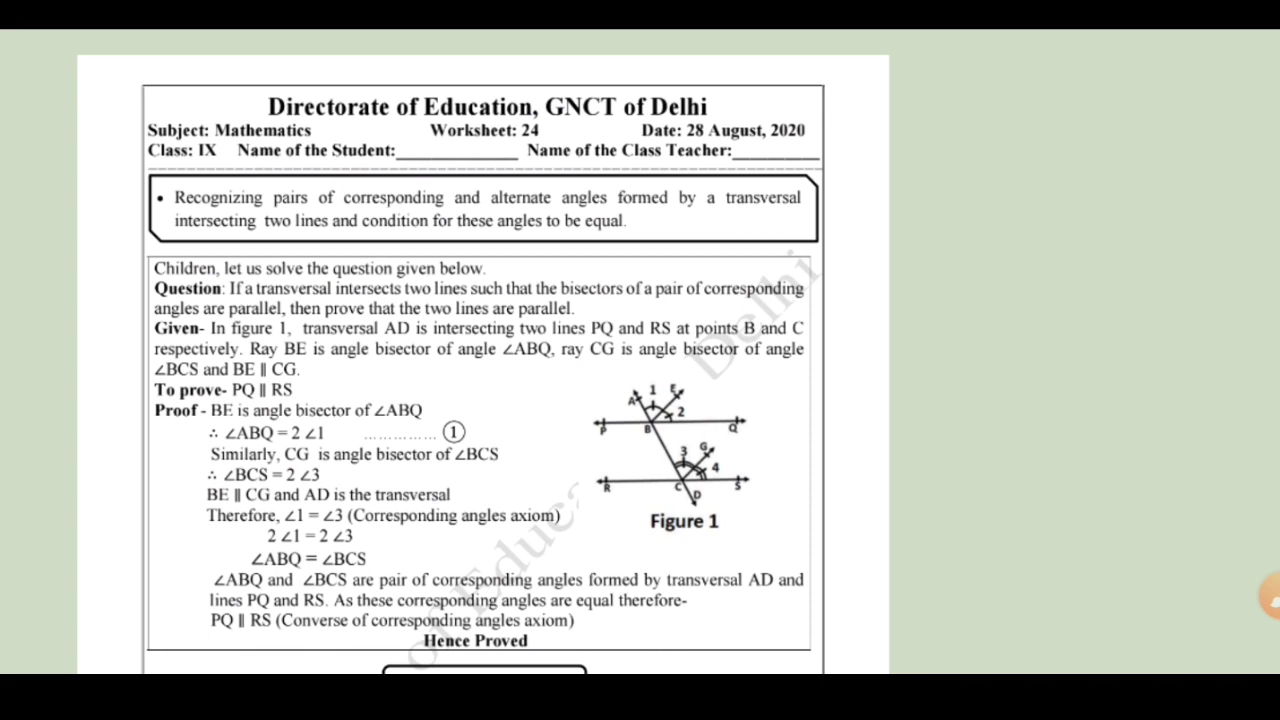 Directorate of Education, GNCT of Delhi
Subject: Mathematics Worksheet: 24 Date: 28 August, 2020
Class: IX Name of the Student:____________ Name of the Class Teacher:__________
• Recognizing pairs of corresponding and alternate angles formed by a transversal
intersecting two lines and condition for these angles to be equal.
Children, let us solve the question given below.
Question: If a transversal intersects two lines such that the bisectors of a pair of corresponding
angles are parallel, then prove that the two lines are parallel.
Given- In figure 1, transversal AD is intersecting two lines PQ and RS at points B and C
respectively. Ray BE is angle bisector of angle ∠ABQ, ray CG is angle bisector of angle
∠BCS and BE || CG.
To prove- PQ || RS
Proof - BE is angle bisector of ∠ABQ
∴ ∠ABQ = 2 ∠1 ............... ①
Similarly, CG is angle bisector of ∠BCS
∴ ∠BCS = 2 ∠3
BE || CG and AD is the transversal
Therefore, ∠1 = ∠3 (Corresponding angles axiom)
2 ∠1 = 2 ∠3
∠ABQ = ∠BCS
∠ABQ and ∠BCS are pair of corresponding angles formed by transversal AD and
lines PQ and RS. As these corresponding angles are equal therefore-
PQ || RS (Converse of corresponding angles axiom)
Hence Proved
A 1 E
2
P B Q
3 G
4
R C S
D
Figure 1
of Educa
Delhi